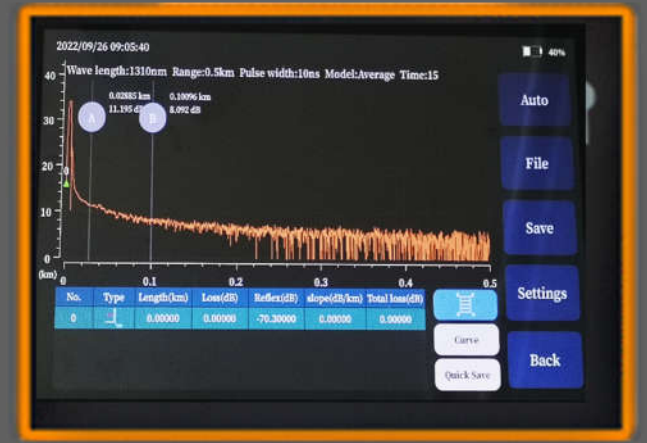 2022/09/26 09:05:40
40%
Wave length:1310nm Range:0.5km Pulse width:10ns Model:Average Time:15
40
30
20
10
0
0.02885 km
11.195 dB
0.10096 km
8.092 dB
A
B
0
(km)
0
0.1
0.2
0.3
0.4
0.5
No. Type Length(km) Loss(dB) Reflex(dB) slope(dB/km) Total loss(dB)
0 0.00000 0.00000 -70.30000 0.00000 0.00000
Curve
Quick Save
Auto
File
Save
Settings
Back